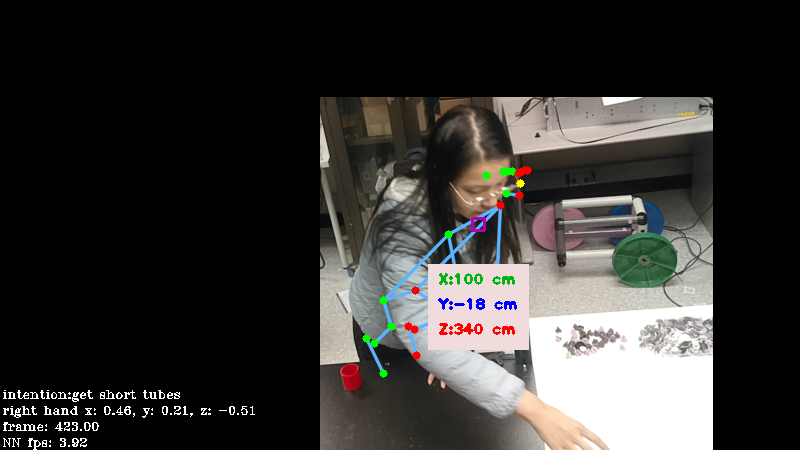 X:100 cm
Y:-18 cm
Z:340 cm
intention:get short tubes
right hand x: 0.46, y: 0.21, z: -0.51
frame: 423.00
NN fps: 3.92